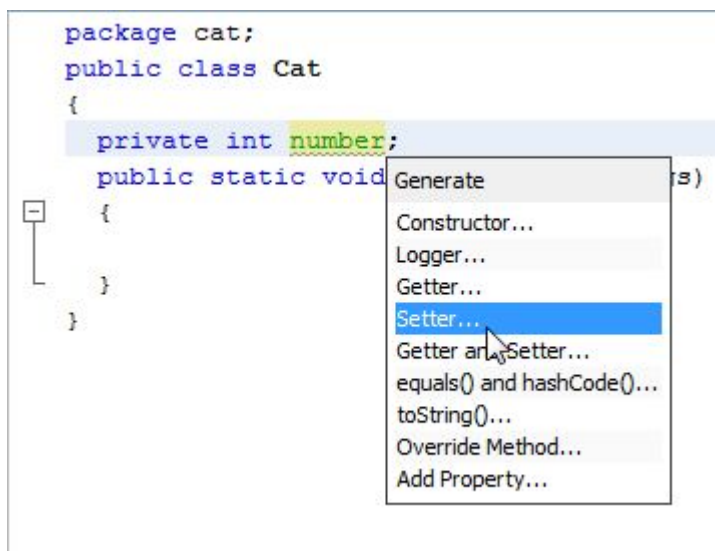 package cat;
public class Cat
{
private int number;
public static void gs)
{
}
}
Generate
Constructor...
Logger...
Getter...
Setter...
Getter and Setter...
equals() and hashCode()...
toString()...
Override Method...
Add Property...